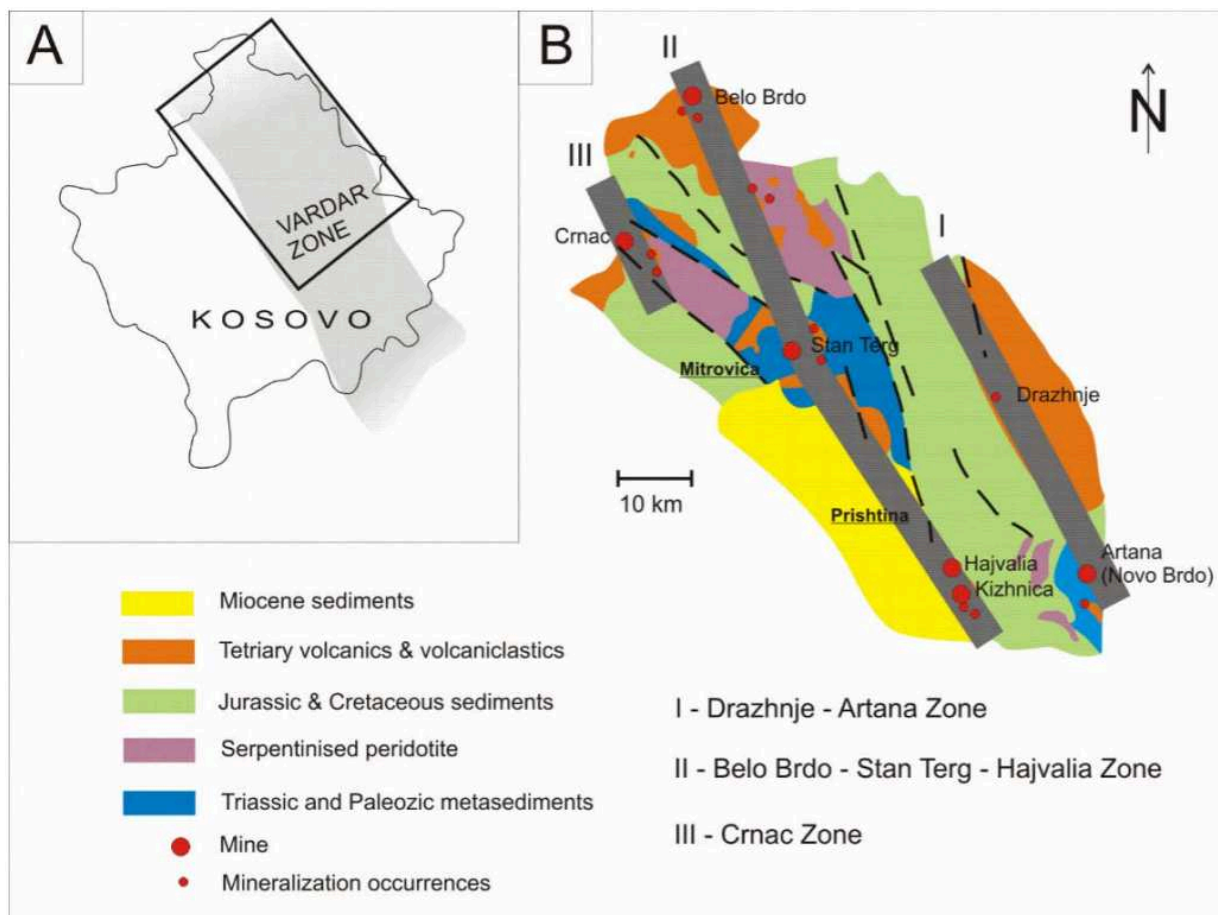 A
VARDAR
ZONE
KOSOVO
B
II
Belo Brdo
N
III
Crnac
I
Stan Terg
Mitrovica
Drazhnje
10 km
Prishtina
Hajvalia
Kizhnica
Artana
(Novo Brdo)
Miocene sediments
Tetriary volcanics & volcaniclastics
Jurassic & Cretaceous sediments
Serpentinised peridotite
Triassic and Paleozic metasediments
Mine
Mineralization occurrences
I - Drazhnje - Artana Zone
II - Belo Brdo - Stan Terg - Hajvalia Zone
III - Crnac Zone